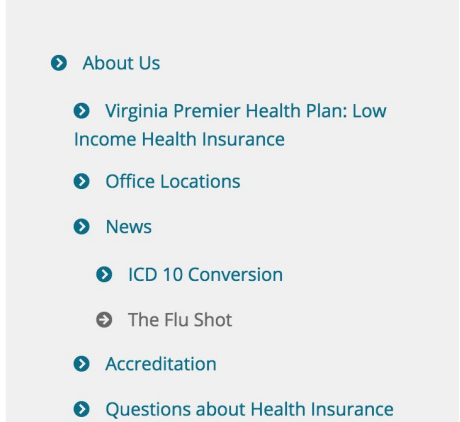 About Us
Virginia Premier Health Plan: Low
Income Health Insurance
Office Locations
News
ICD 10 Conversion
The Flu Shot
Accreditation
Questions about Health Insurance